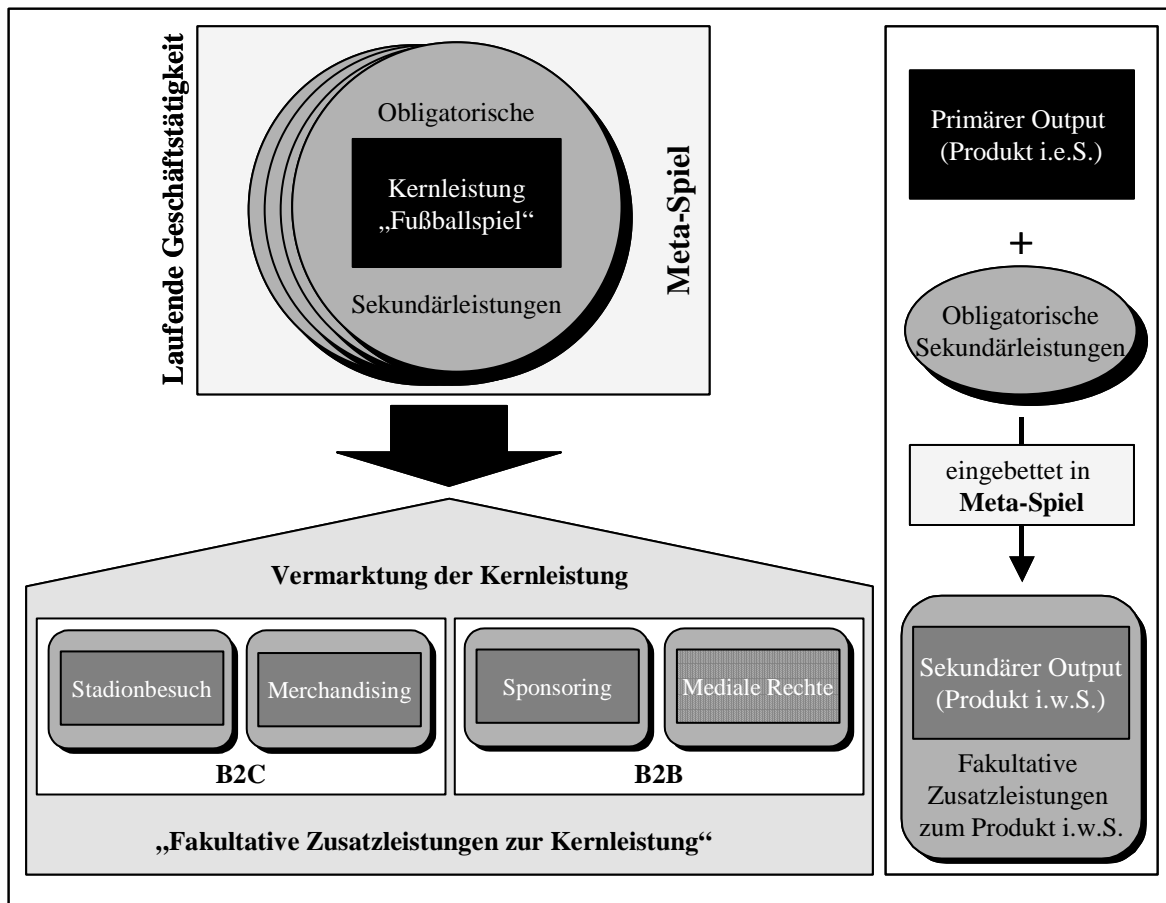 Laufende Geschäftstätigkeit
Obligatorische
Kernleistung
„Fußballspiel“
Sekundärleistungen
Meta-Spiel
Vermarktung der Kernleistung
Stadionbesuch
Merchandising
B2C
Sponsoring
Mediale Rechte
B2B
„Fakultative Zusatzleistungen zur Kernleistung“
Primärer Output
(Produkt i.e.S.)
+
Obligatorische
Sekundärleistungen
eingebettet in
Meta-Spiel
Sekundärer Output
(Produkt i.w.S.)
Fakultative
Zusatzleistungen
zum Produkt i.w.S.